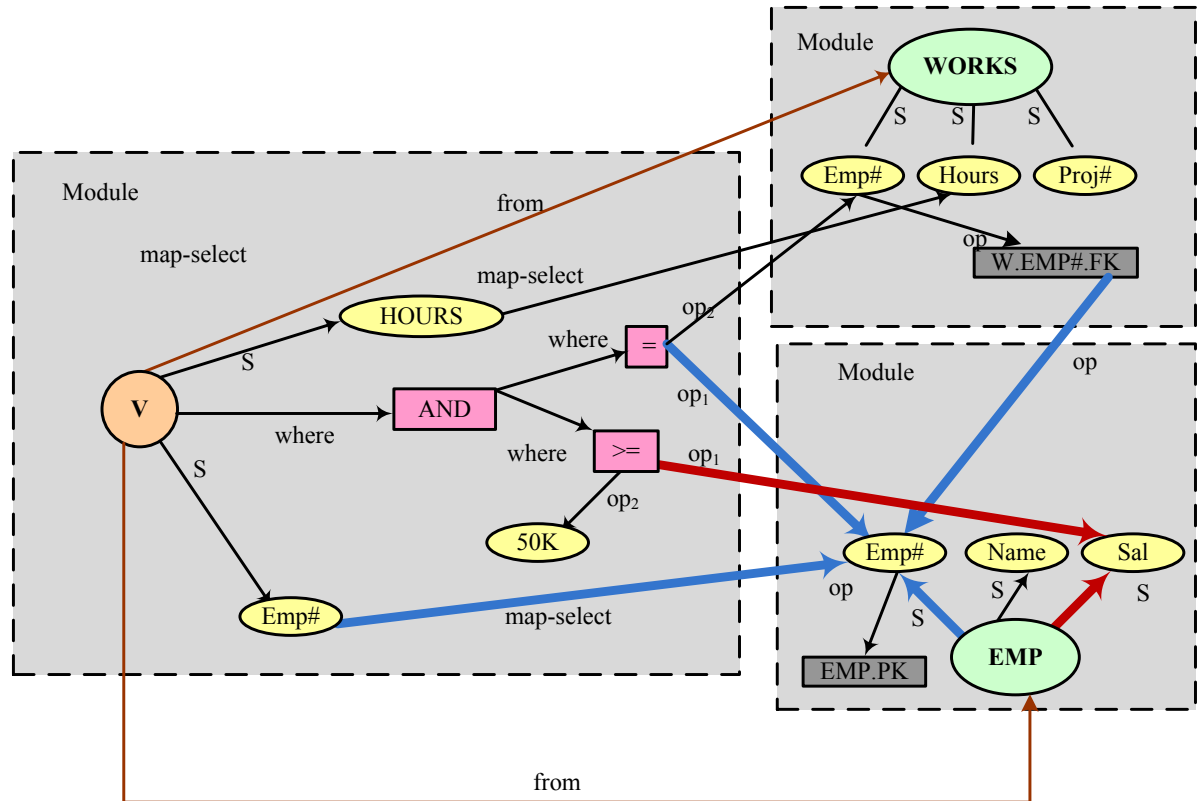 Module
WORKS
S
S
S
Emp#
Hours
Proj#
op
W.EMP#.FK
Module
from
map-select
map-select
HOURS
S
op2
where
=
op1
V
where
AND
where
>=
op1
op2
S
50K
Emp#
map-select
op
Module
Emp#
Name
Sal
op
S
S
S
EMP
EMP.PK
from